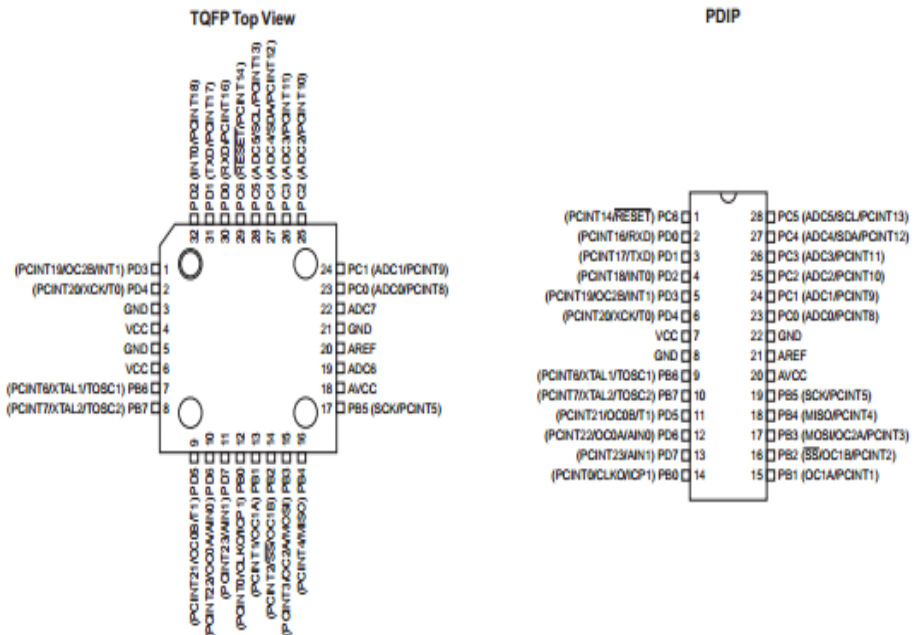 TQFP Top View
32 PD2 (INT0/PCINT18)
31 PD1 (TXD/PCINT17)
30 PD0 (RXD/PCINT16)
29 PC6 (RESET/PCINT14)
28 PC5 (ADC5/SCL/PCINT13)
27 PC4 (ADC4/SDA/PCINT12)
26 PC3 (ADC3/PCINT11)
25 PC2 (ADC2/PCINT10)
(PCINT19/OC2B/INT1) PD3 1
(PCINT20/XCK/T0) PD4 2
GND 3
VCC 4
GND 5
VCC 6
(PCINT6/XTAL1/TOSC1) PB6 7
(PCINT7/XTAL2/TOSC2) PB7 8
24 PC1 (ADC1/PCINT9)
23 PC0 (ADC0/PCINT8)
22 ADC7
21 GND
20 AREF
19 ADC6
18 AVCC
17 PB5 (SCK/PCINT5)
(PCINT21/OC0B/T1) PD5 9
(PCINT22/OC0A/AIN0) PD6 10
(PCINT23/AIN1) PD7 11
(PCINT0/CLKO/ICP1) PB0 12
(PCINT1/OC1A) PB1 13
(PCINT2/SS/OC1B) PB2 14
(PCINT3/OC2A/MOSI) PB3 15
(PCINT4/MISO) PB4 16
PDIP
(PCINT14/RESET) PC6 1
(PCINT16/RXD) PD0 2
(PCINT17/TXD) PD1 3
(PCINT18/INT0) PD2 4
(PCINT19/OC2B/INT1) PD3 5
(PCINT20/XCK/T0) PD4 6
VCC 7
GND 8
(PCINT6/XTAL1/TOSC1) PB6 9
(PCINT7/XTAL2/TOSC2) PB7 10
(PCINT21/OC0B/T1) PD5 11
(PCINT22/OC0A/AIN0) PD6 12
(PCINT23/AIN1) PD7 13
(PCINT0/CLKO/ICP1) PB0 14
28 PC5 (ADC5/SCL/PCINT13)
27 PC4 (ADC4/SDA/PCINT12)
26 PC3 (ADC3/PCINT11)
25 PC2 (ADC2/PCINT10)
24 PC1 (ADC1/PCINT9)
23 PC0 (ADC0/PCINT8)
22 GND
21 AREF
20 AVCC
19 PB5 (SCK/PCINT5)
18 PB4 (MISO/PCINT4)
17 PB3 (MOSI/OC2A/PCINT3)
16 PB2 (SS/OC1B/PCINT2)
15 PB1 (OC1A/PCINT1)